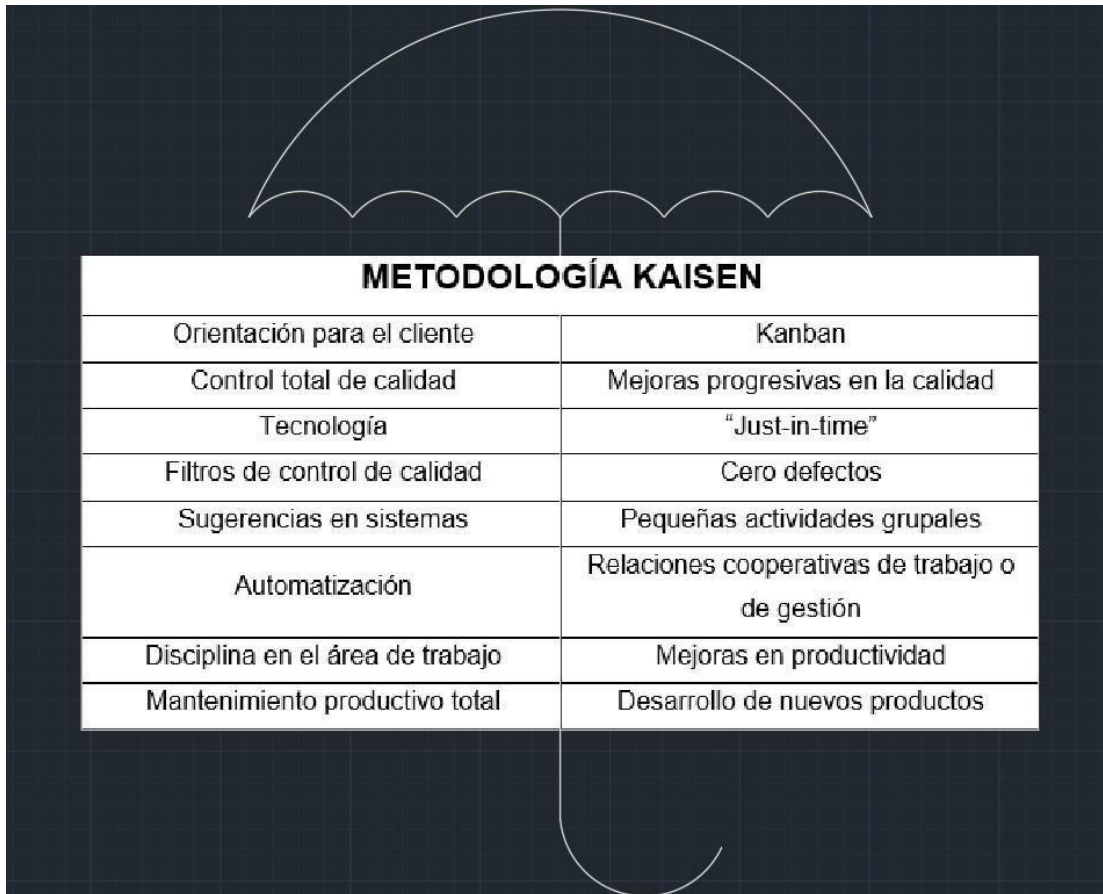 METODOLOGÍA KAISEN
Orientación para el cliente
Kanban
Control total de calidad
Mejoras progresivas en la calidad
Tecnología
“Just-in-time”
Filtros de control de calidad
Cero defectos
Sugerencias en sistemas
Pequeñas actividades grupales
Automatización
Relaciones cooperativas de trabajo o
de gestión
Disciplina en el área de trabajo
Mejoras en productividad
Mantenimiento productivo total
Desarrollo de nuevos productos